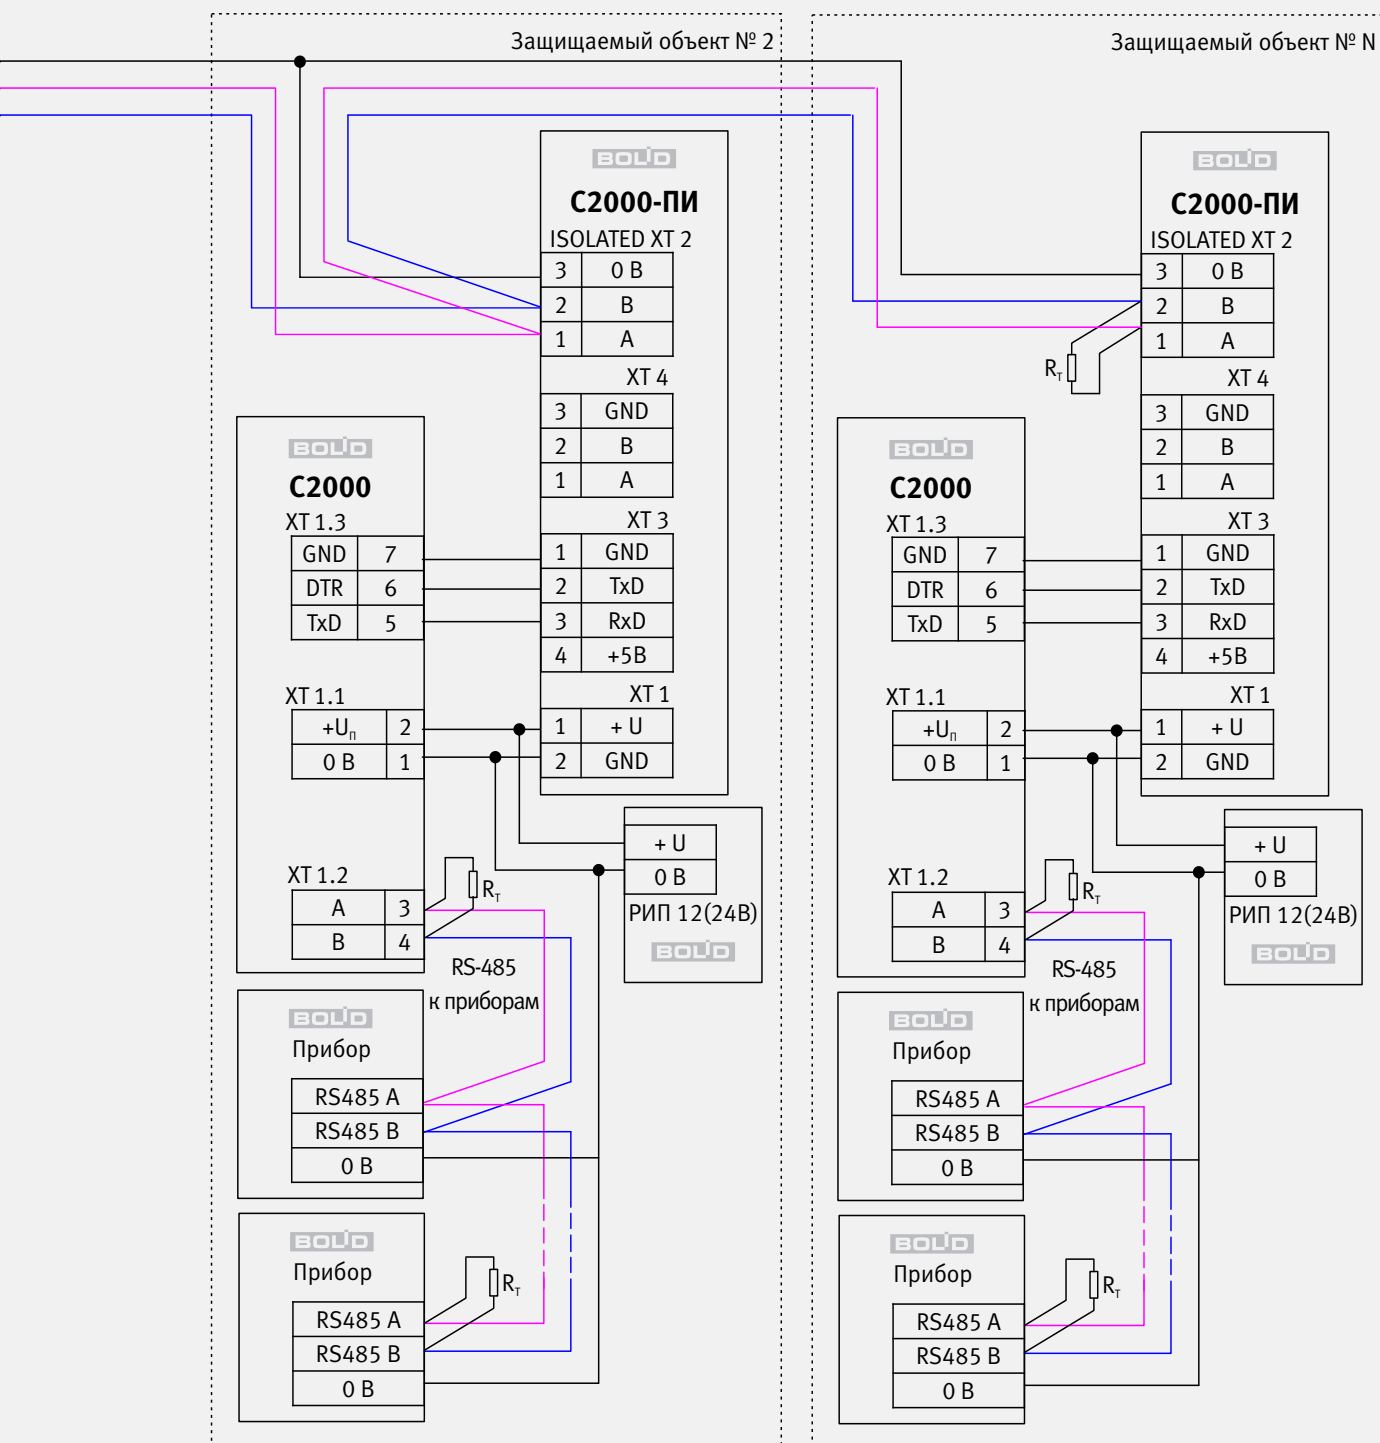 Защищаемый объект № 2
BOLID
С2000-ПИ
ISOLATED XT 2
3 0 В
2 B
1 A
XT 4
3 GND
2 B
1 A
XT 3
1 GND
2 TxD
3 RxD
4 +5В
XT 1
1 + U
2 GND
BOLID
С2000
XT 1.3
GND 7
DTR 6
TxD 5
XT 1.1
+Uп 2
0 В 1
XT 1.2
A 3
B 4
Rт
+ U
0 В
РИП 12(24В)
BOLID
RS-485
к приборам
BOLID
Прибор
RS485 A
RS485 B
0 В
BOLID
Прибор
Rт
RS485 A
RS485 B
0 В
Защищаемый объект № N
BOLID
С2000-ПИ
ISOLATED XT 2
3 0 В
2 B
1 A
Rт
XT 4
3 GND
2 B
1 A
XT 3
1 GND
2 TxD
3 RxD
4 +5В
XT 1
1 + U
2 GND
BOLID
С2000
XT 1.3
GND 7
DTR 6
TxD 5
XT 1.1
+Uп 2
0 В 1
XT 1.2
A 3
B 4
Rт
+ U
0 В
РИП 12(24В)
BOLID
RS-485
к приборам
BOLID
Прибор
RS485 A
RS485 B
0 В
BOLID
Прибор
Rт
RS485 A
RS485 B
0 В